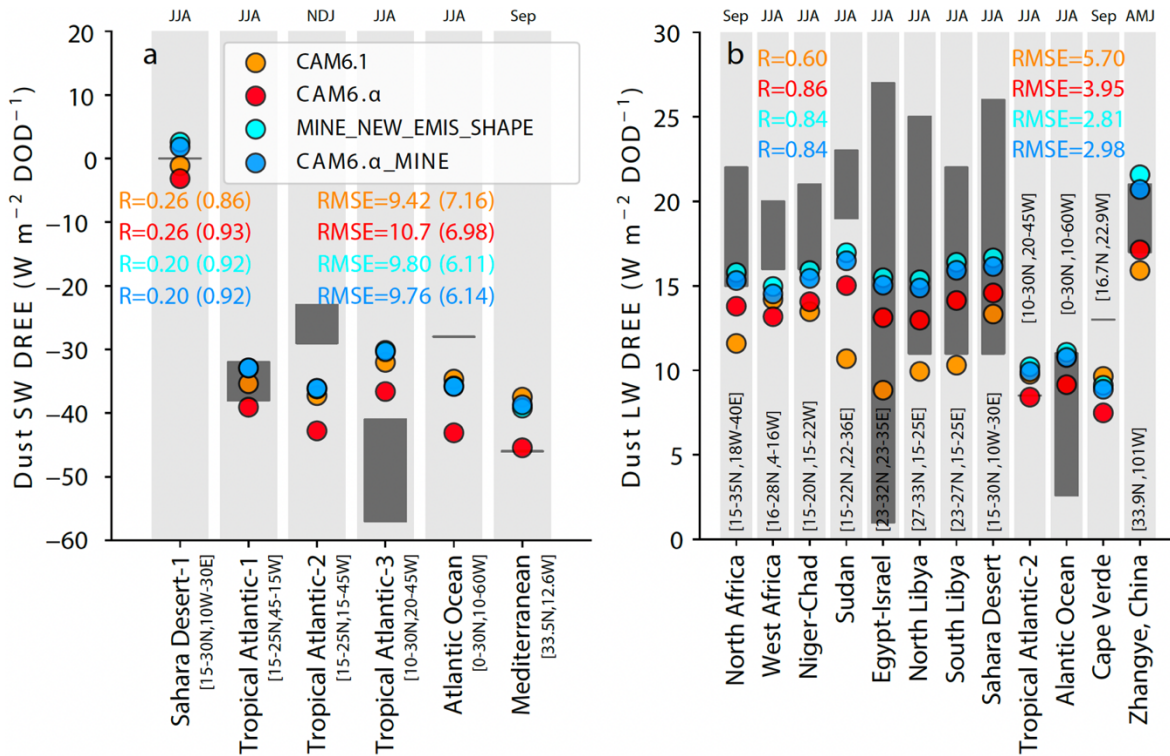 JJA JJA NDJ JJA JJA Sep
Dust SW DREE (W m−2 DOD−1)
20
10
0
−10
−20
−30
−40
−50
−60
a
CAM6.1
CAM6.α
MINE_NEW_EMIS_SHAPE
CAM6.α_MINE
R=0.26 (0.86) RMSE=9.42 (7.16)
R=0.26 (0.93) RMSE=10.7 (6.98)
R=0.20 (0.92) RMSE=9.80 (6.11)
R=0.20 (0.92) RMSE=9.76 (6.14)
Sahara Desert-1
[15-30N,10W-30E]
Tropical Atlantic-1
[15-25N,45-15W]
Tropical Atlantic-2
[15-25N,15-45W]
Tropical Atlantic-3
[10-30N,20-45W]
Atlantic Ocean
[0-30N,10-60W]
Mediterranean
[33.5N,12.6W]
Sep JJA JJA JJA JJA JJA JJA JJA JJA JJA Sep AMJ
Dust LW DREE (W m−2 DOD−1)
30
25
20
15
10
5
0
b
R=0.60 RMSE=5.70
R=0.86 RMSE=3.95
R=0.84 RMSE=2.81
R=0.84 RMSE=2.98
[15-35N,18W-40E]
[16-28N,4-16W]
[15-20N,15-22W]
[15-22N,22-36E]
[23-32N,23-35E]
[27-33N,15-25E]
[23-27N,15-25E]
[15-30N,10W-30E]
[10-30N,20-45W]
[0-30N,10-60W]
[16.7N,22.9W]
[33.9N,101W]
North Africa
West Africa
Niger-Chad
Sudan
Egypt-Israel
North Libya
South Libya
Sahara Desert
Tropical Atlantic-2
Alantic Ocean
Cape Verde
Zhangye, China